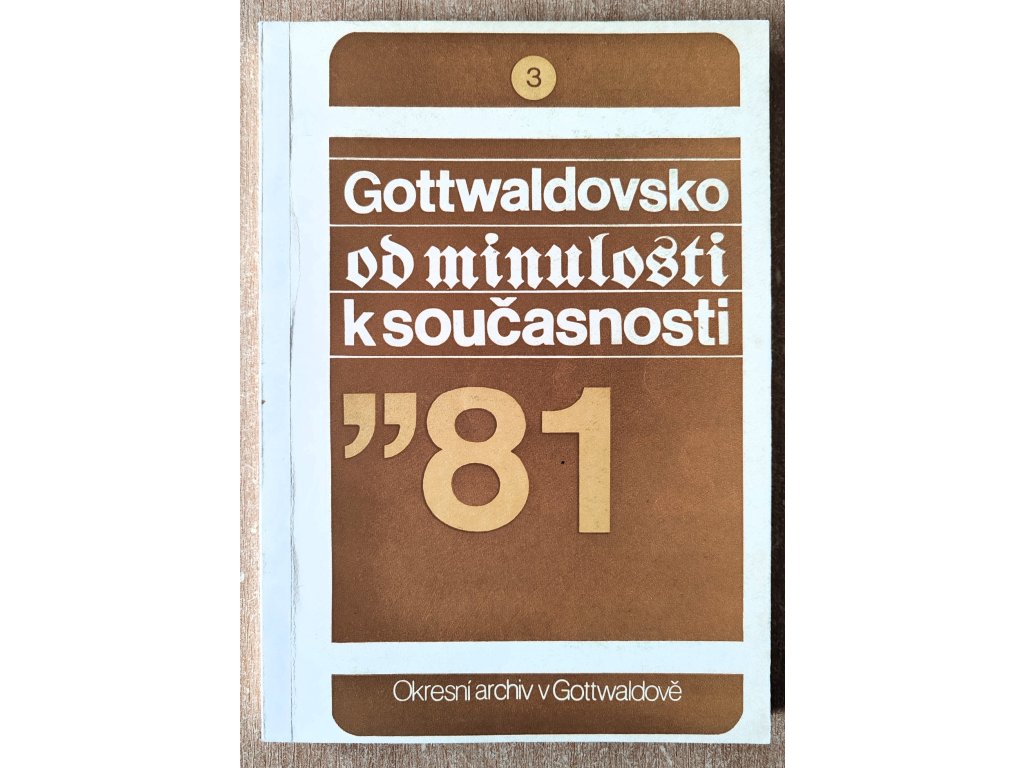 3
Gottwaldovsko
od minulosti
k současnosti
”81
Okresní archiv v Gottwaldově